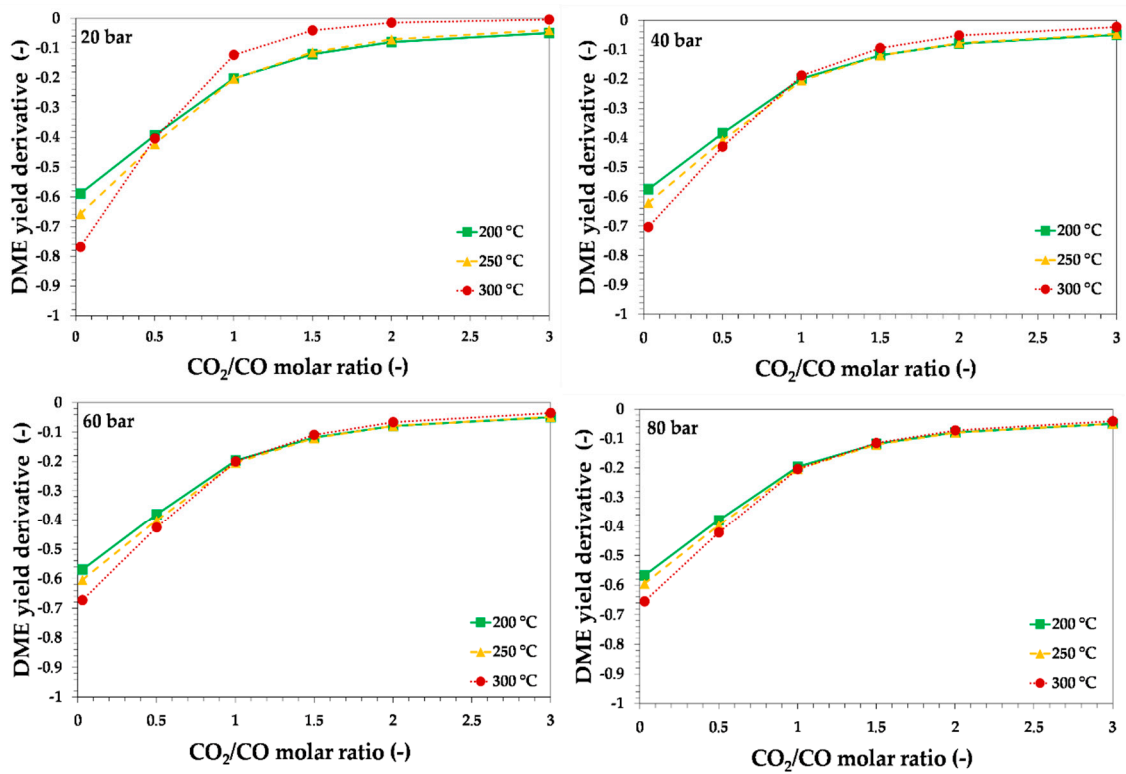 20 bar
DME yield derivative (-)
0
-0.1
-0.2
-0.3
-0.4
-0.5
-0.6
-0.7
-0.8
-0.9
-1
200 °C
250 °C
300 °C
0 0.5 1 1.5 2 2.5 3
CO₂/CO molar ratio (-)
40 bar
DME yield derivative (-)
0
-0.1
-0.2
-0.3
-0.4
-0.5
-0.6
-0.7
-0.8
-0.9
-1
200 °C
250 °C
300 °C
0 0.5 1 1.5 2 2.5 3
CO₂/CO molar ratio (-)
60 bar
DME yield derivative (-)
0
-0.1
-0.2
-0.3
-0.4
-0.5
-0.6
-0.7
-0.8
-0.9
-1
200 °C
250 °C
300 °C
0 0.5 1 1.5 2 2.5 3
CO₂/CO molar ratio (-)
80 bar
DME yield derivative (-)
0
-0.1
-0.2
-0.3
-0.4
-0.5
-0.6
-0.7
-0.8
-0.9
-1
200 °C
250 °C
300 °C
0 0.5 1 1.5 2 2.5 3
CO₂/CO molar ratio (-)